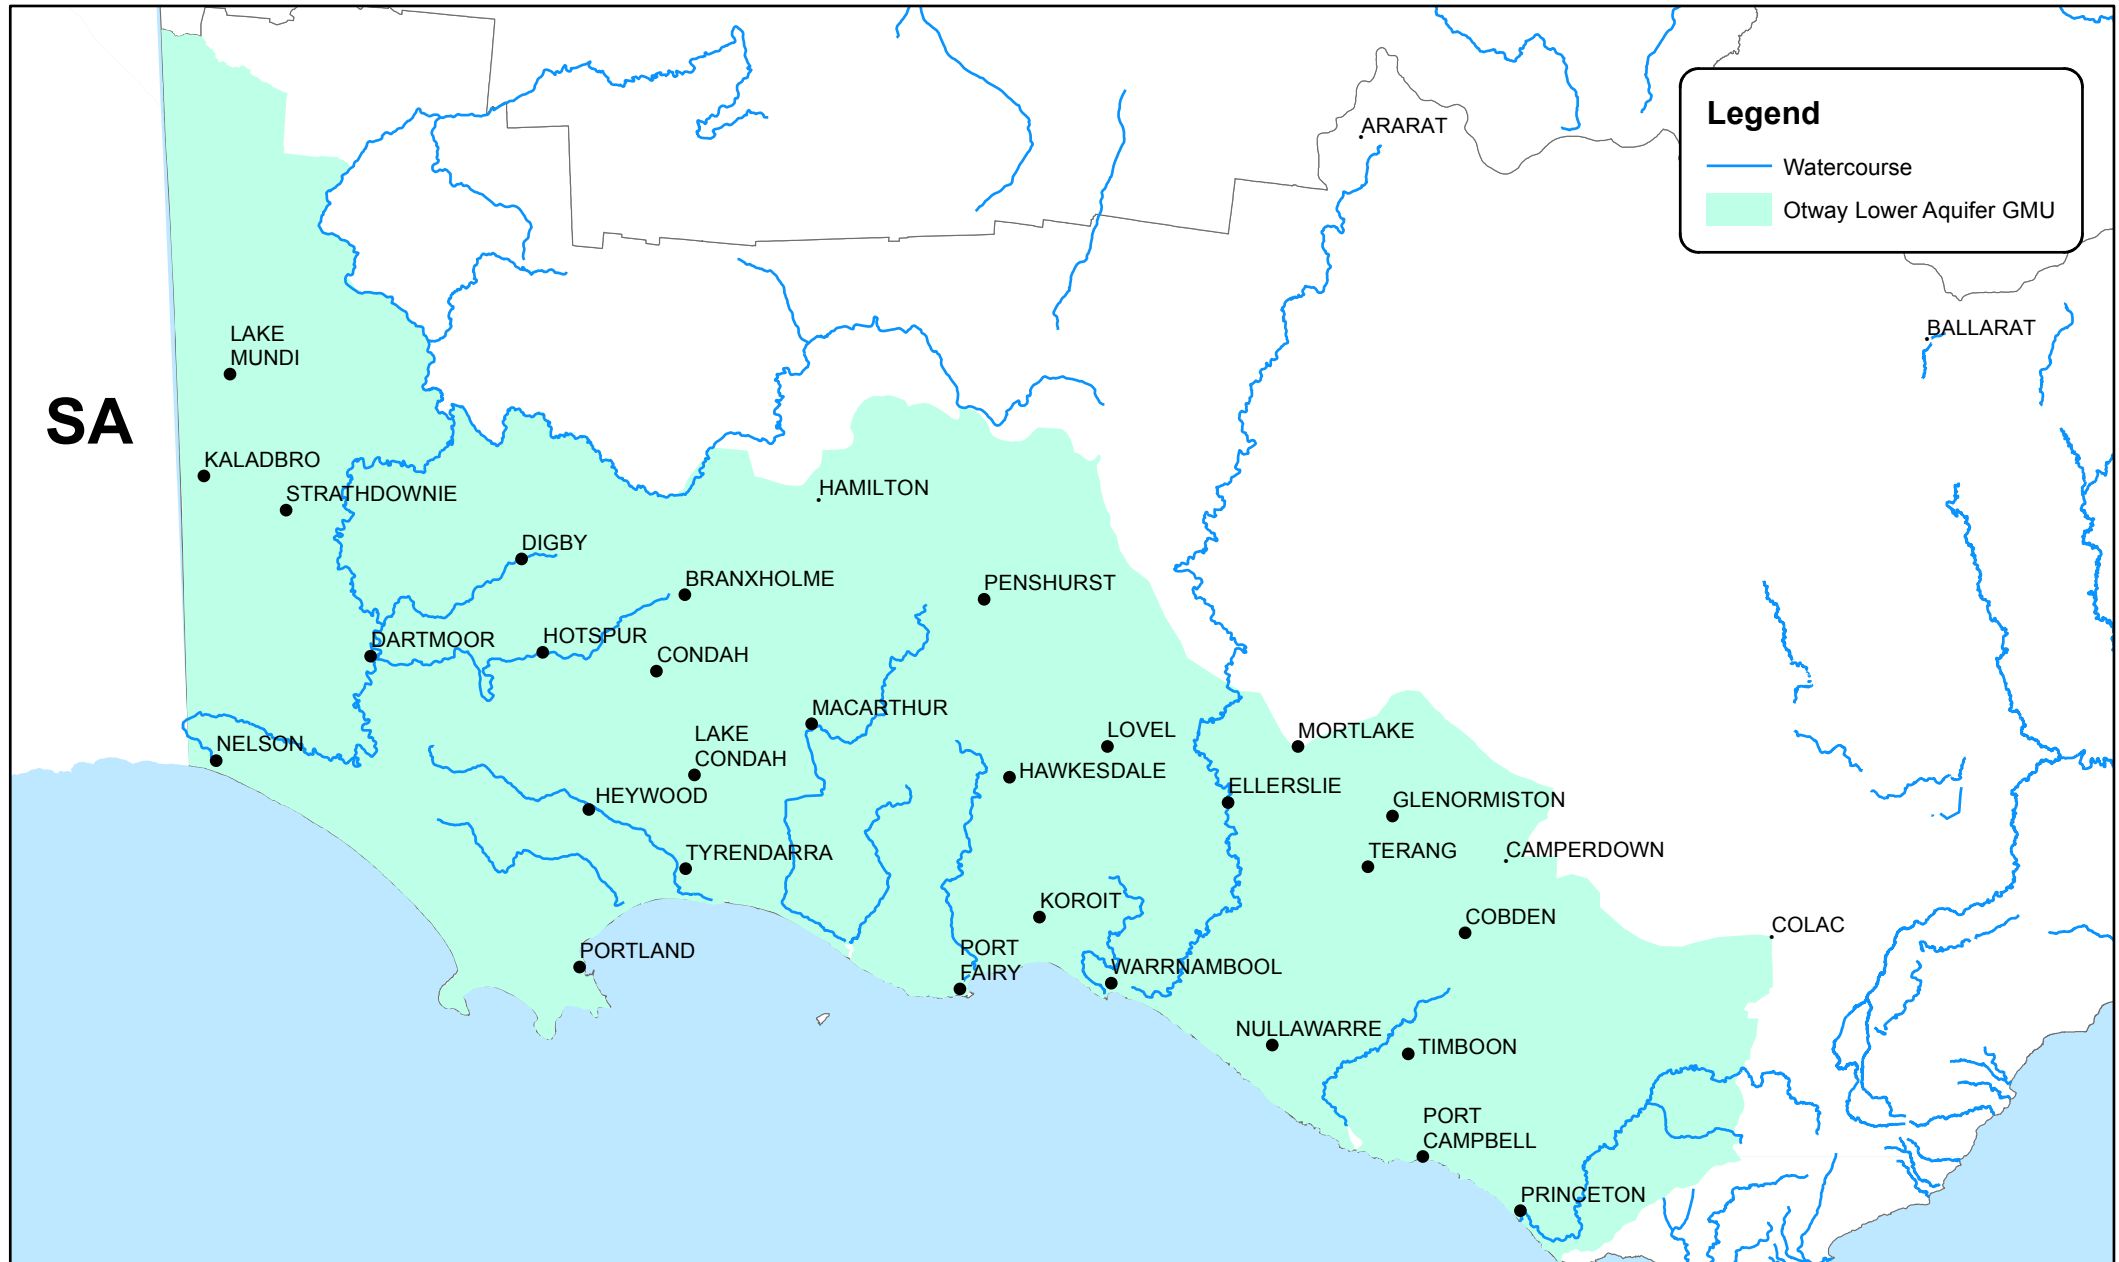 ARARAT
Legend
Watercourse
Otway Lower Aquifer GMU
LAKE
MUNDI
BALLARAT
SA
KALADBRO
STRATHDOWNIE
HAMILTON
DIGBY
BRANXHOLME
PENSHURST
DARTMOOR
HOTSPUR
CONDAH
MACARTHUR
NELSON
LAKE
CONDAH
LOVEL
MORTLAKE
HAWKESDALE
HEYWOOD
ELLERSLIE
GLENORMISTON
TYRENDARRA
TERANG
CAMPERDOWN
KOROIT
COBDEN
COLAC
PORTLAND
PORT
FAIRY
WARRNAMBOOL
NULLAWARRE
TIMBOON
PORT
CAMPBELL
PRINCETON